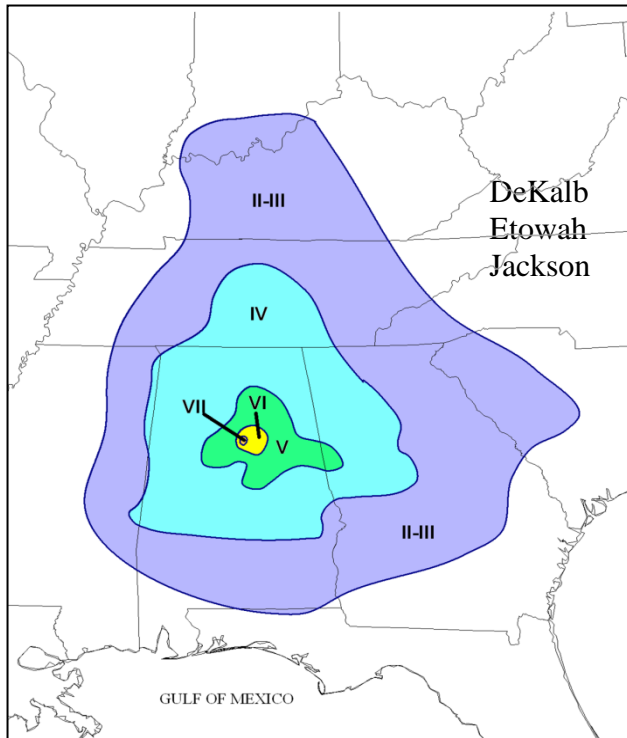 II-III
DeKalb
Etowah
Jackson
IV
VII
VI
V
II-III
GULF OF MEXICO